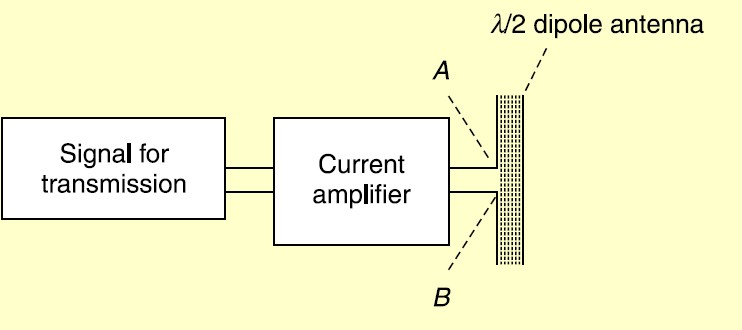 λ/2 dipole antenna
A
Signal for
transmission
Current
amplifier
B